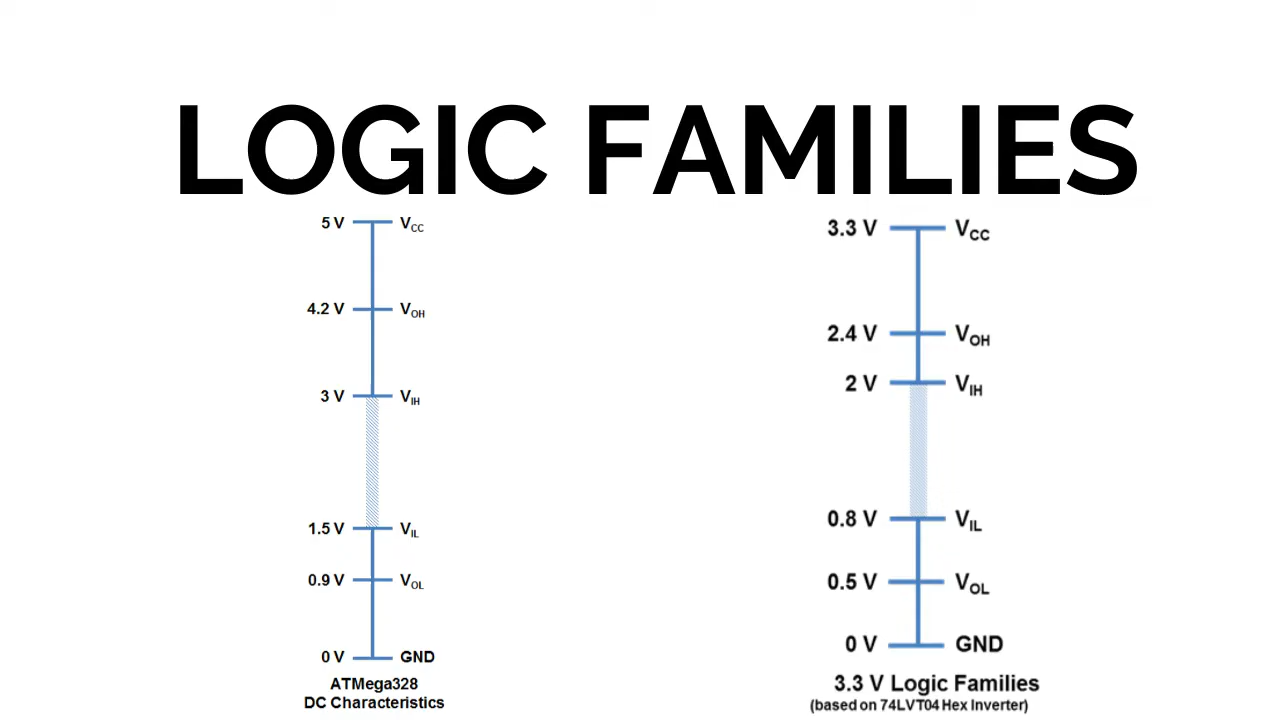 LOGIC FAMILIES
5 V VCC
4.2 V VOH
3 V VIH
1.5 V VIL
0.9 V VOL
0 V GND
ATMega328
DC Characteristics
3.3 V VCC
2.4 V VOH
2 V VIH
0.8 V VIL
0.5 V VOL
0 V GND
3.3 V Logic Families
(based on 74LVT04 Hex Inverter)